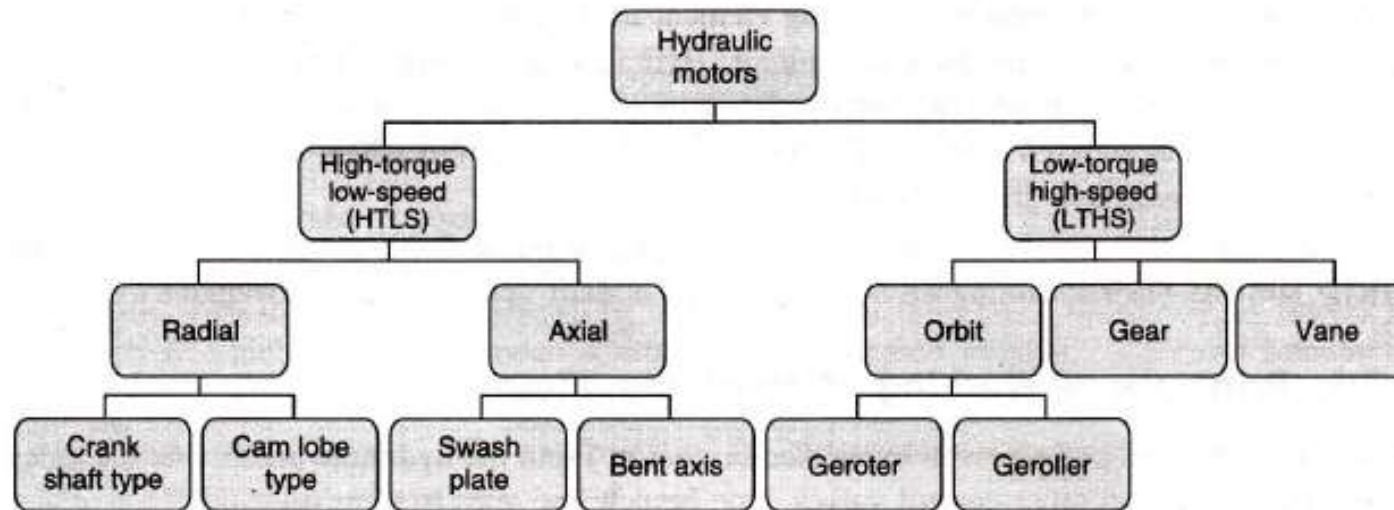 Hydraulic
motors
High-torque
low-speed
(HTLS)
Low-torque
high-speed
(LTHS)
Radial
Axial
Orbit
Gear
Vane
Crank
shaft type
Cam lobe
type
Swash
plate
Bent axis
Geroter
Geroller